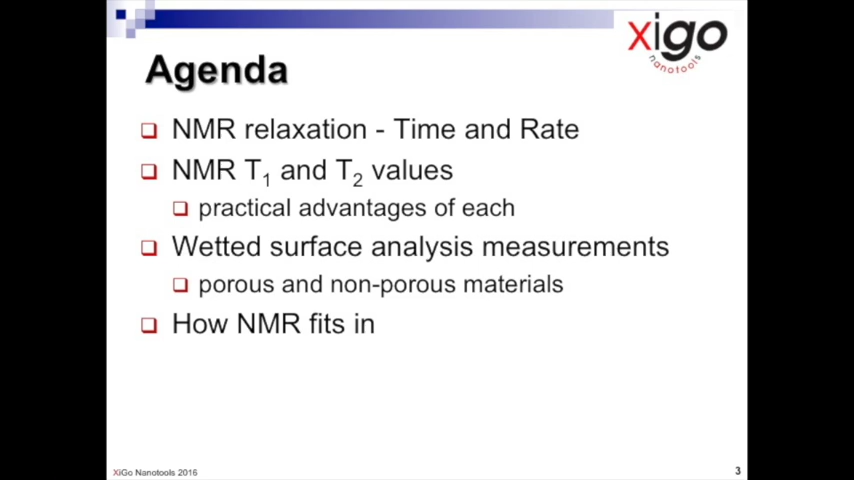 xigo
nanotools
Agenda
NMR relaxation - Time and Rate
NMR T₁ and T₂ values
practical advantages of each
Wetted surface analysis measurements
porous and non-porous materials
How NMR fits in
XiGo Nanotools 2016
3